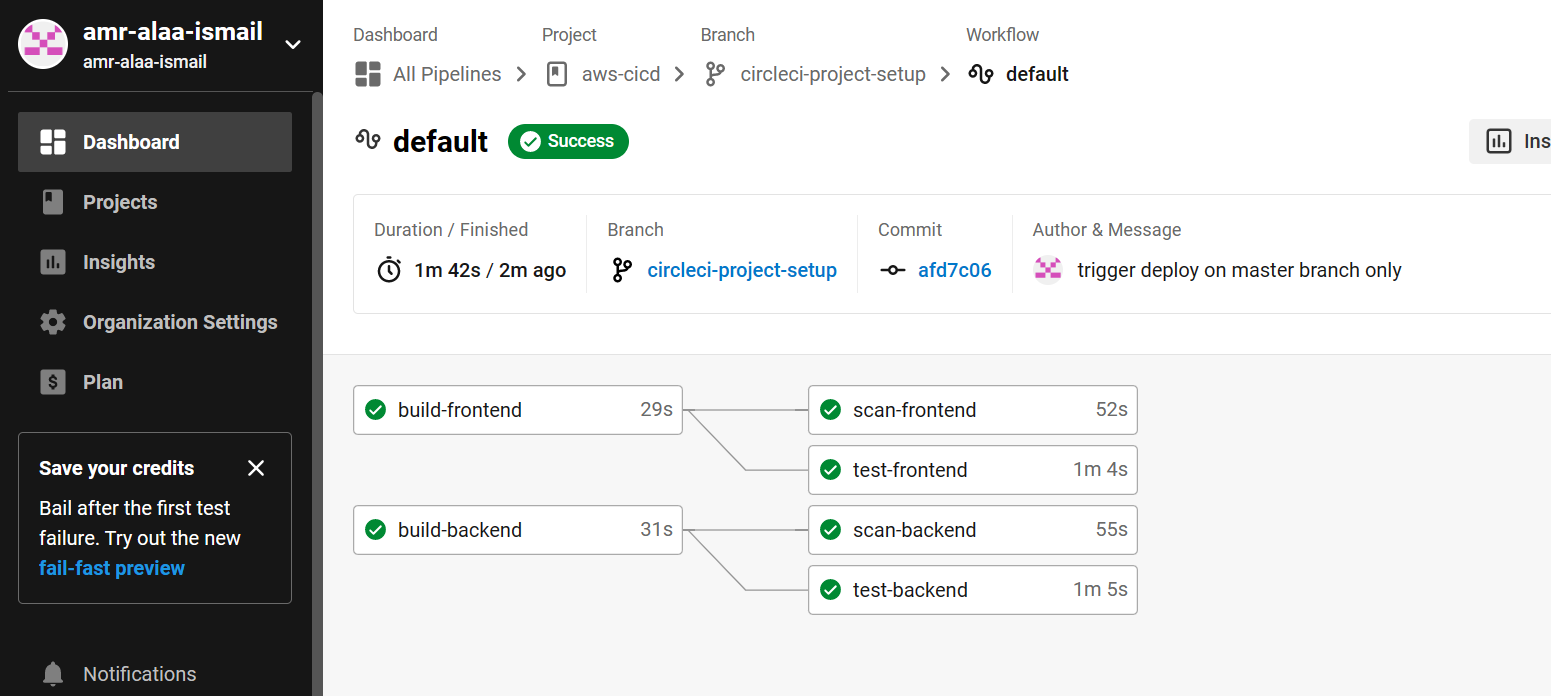 amr-alaa-ismail
amr-alaa-ismail
Dashboard
Projects
Insights
Organization Settings
Plan
Save your credits
Bail after the first test
failure. Try out the new
fail-fast preview
Notifications
Dashboard Project Branch Workflow
All Pipelines aws-cicd circleci-project-setup default
default Success
Ins
Duration / Finished Branch Commit Author & Message
1m 42s / 2m ago circleci-project-setup afd7c06 trigger deploy on master branch only
build-frontend 29s scan-frontend 52s
test-frontend 1m 4s
build-backend 31s scan-backend 55s
test-backend 1m 5s